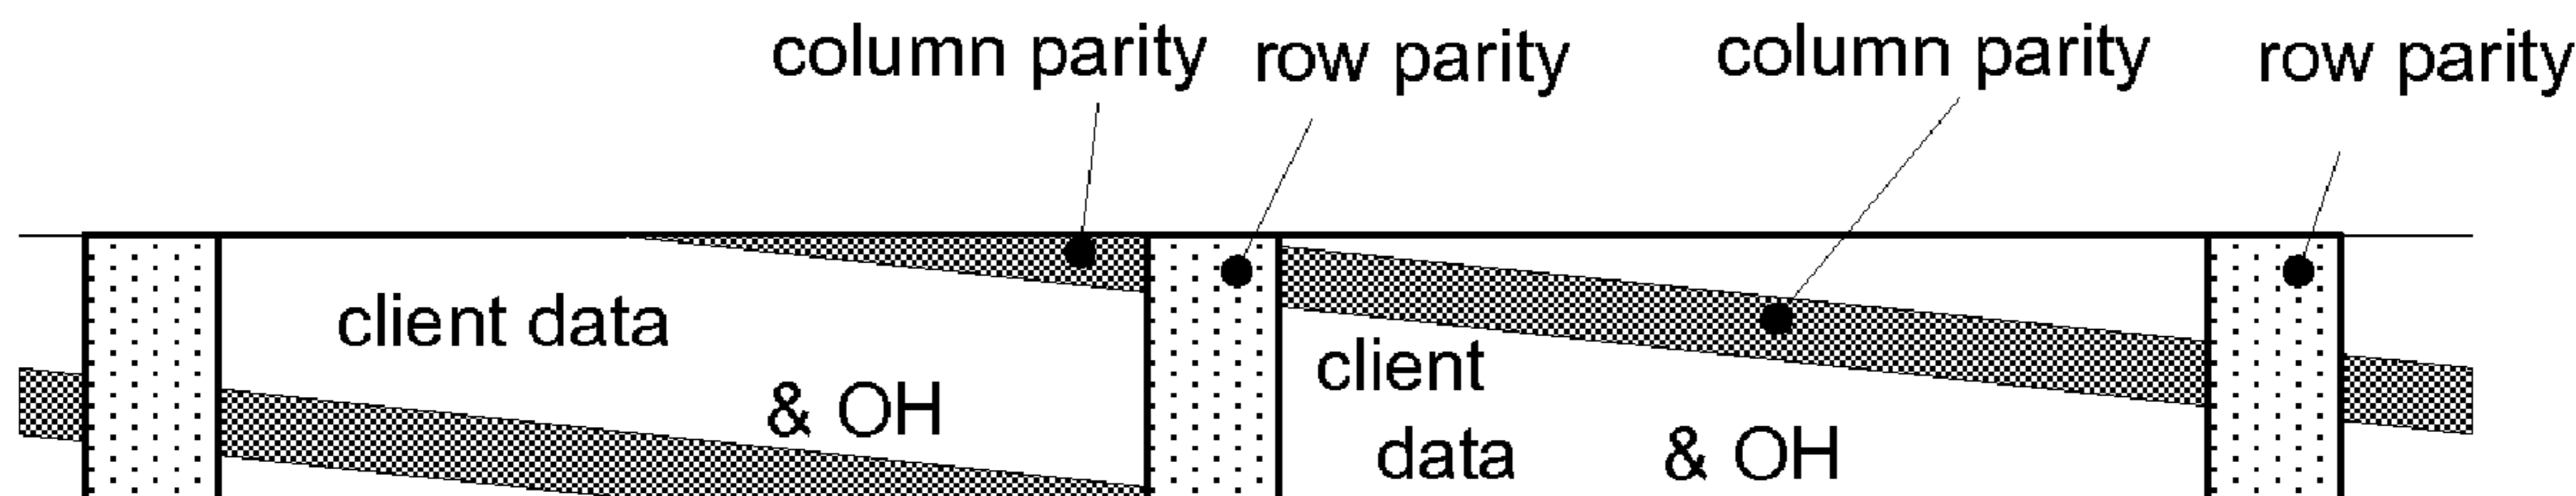 column parity row parity column parity row parity
client data
& OH
client
data & OH